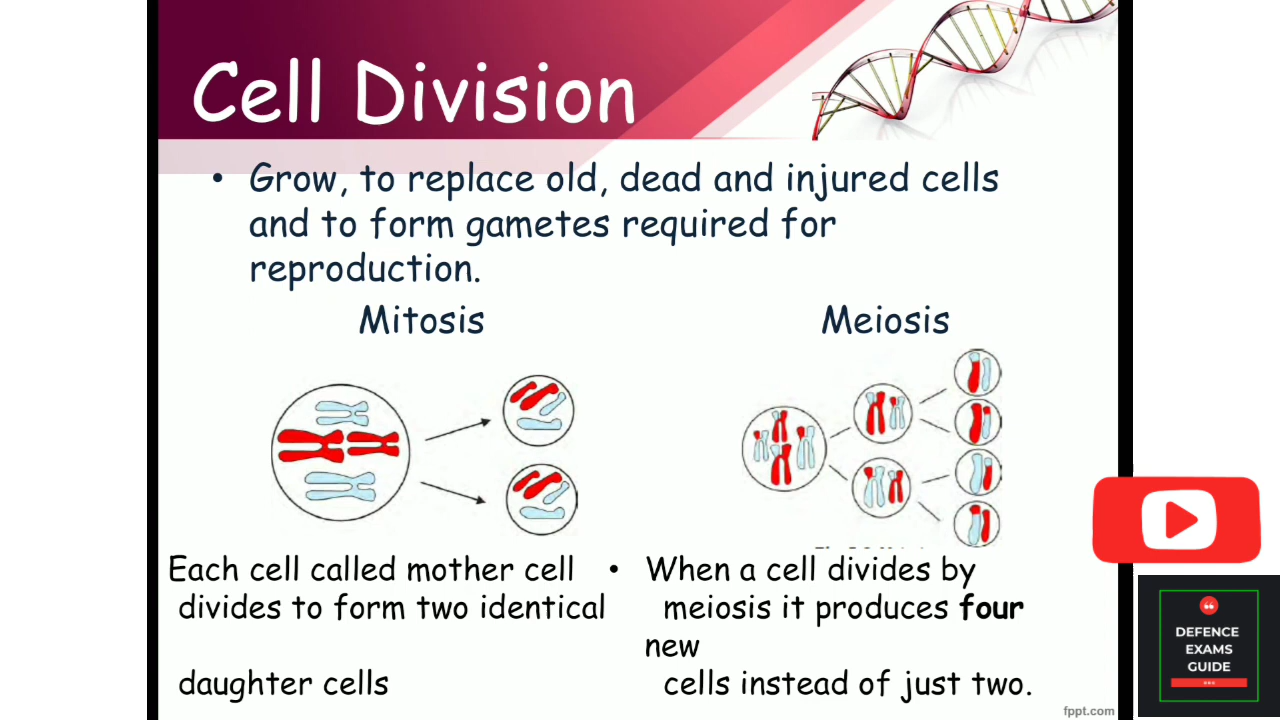 Cell Division
• Grow, to replace old, dead and injured cells
and to form gametes required for
reproduction.
Mitosis
Meiosis
Each cell called mother cell
divides to form two identical
daughter cells
• When a cell divides by
meiosis it produces four
new
cells instead of just two.
fppt.com
DEFENCE
EXAMS
GUIDE